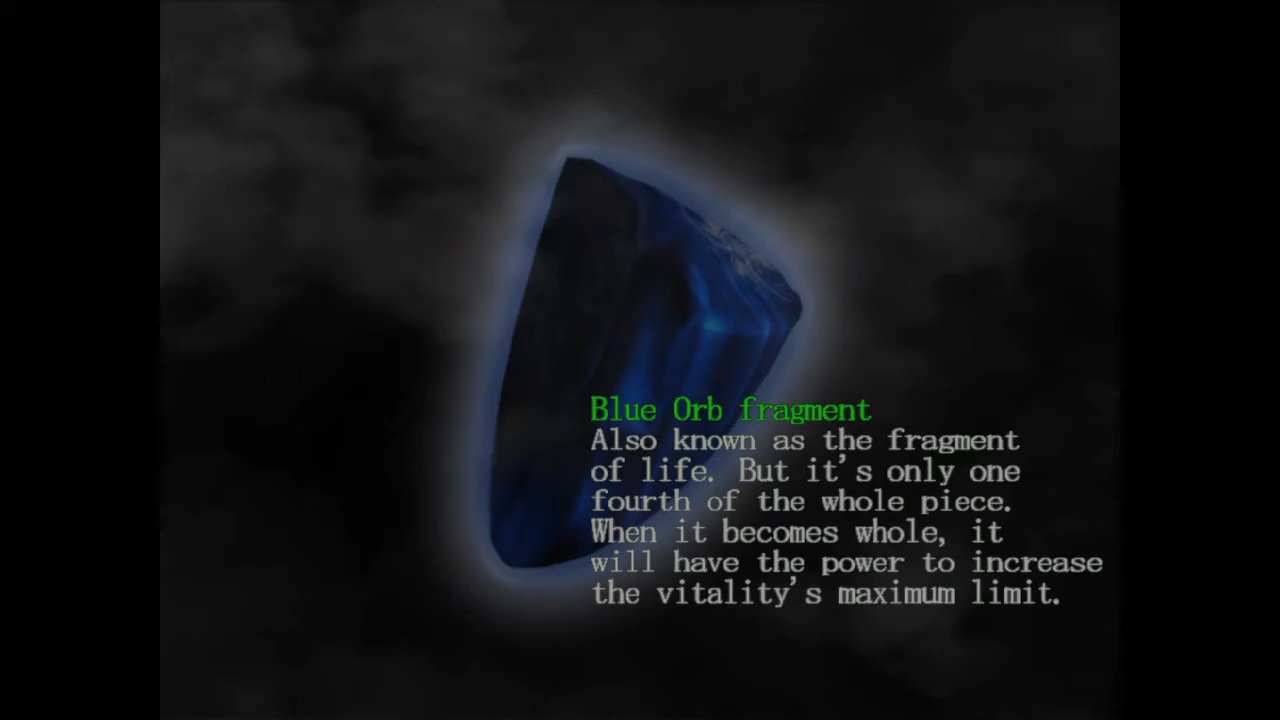 Blue Orb fragment
Also known as the fragment
of life. But it's only one
fourth of the whole piece.
When it becomes whole, it
will have the power to increase
the vitality's maximum limit.